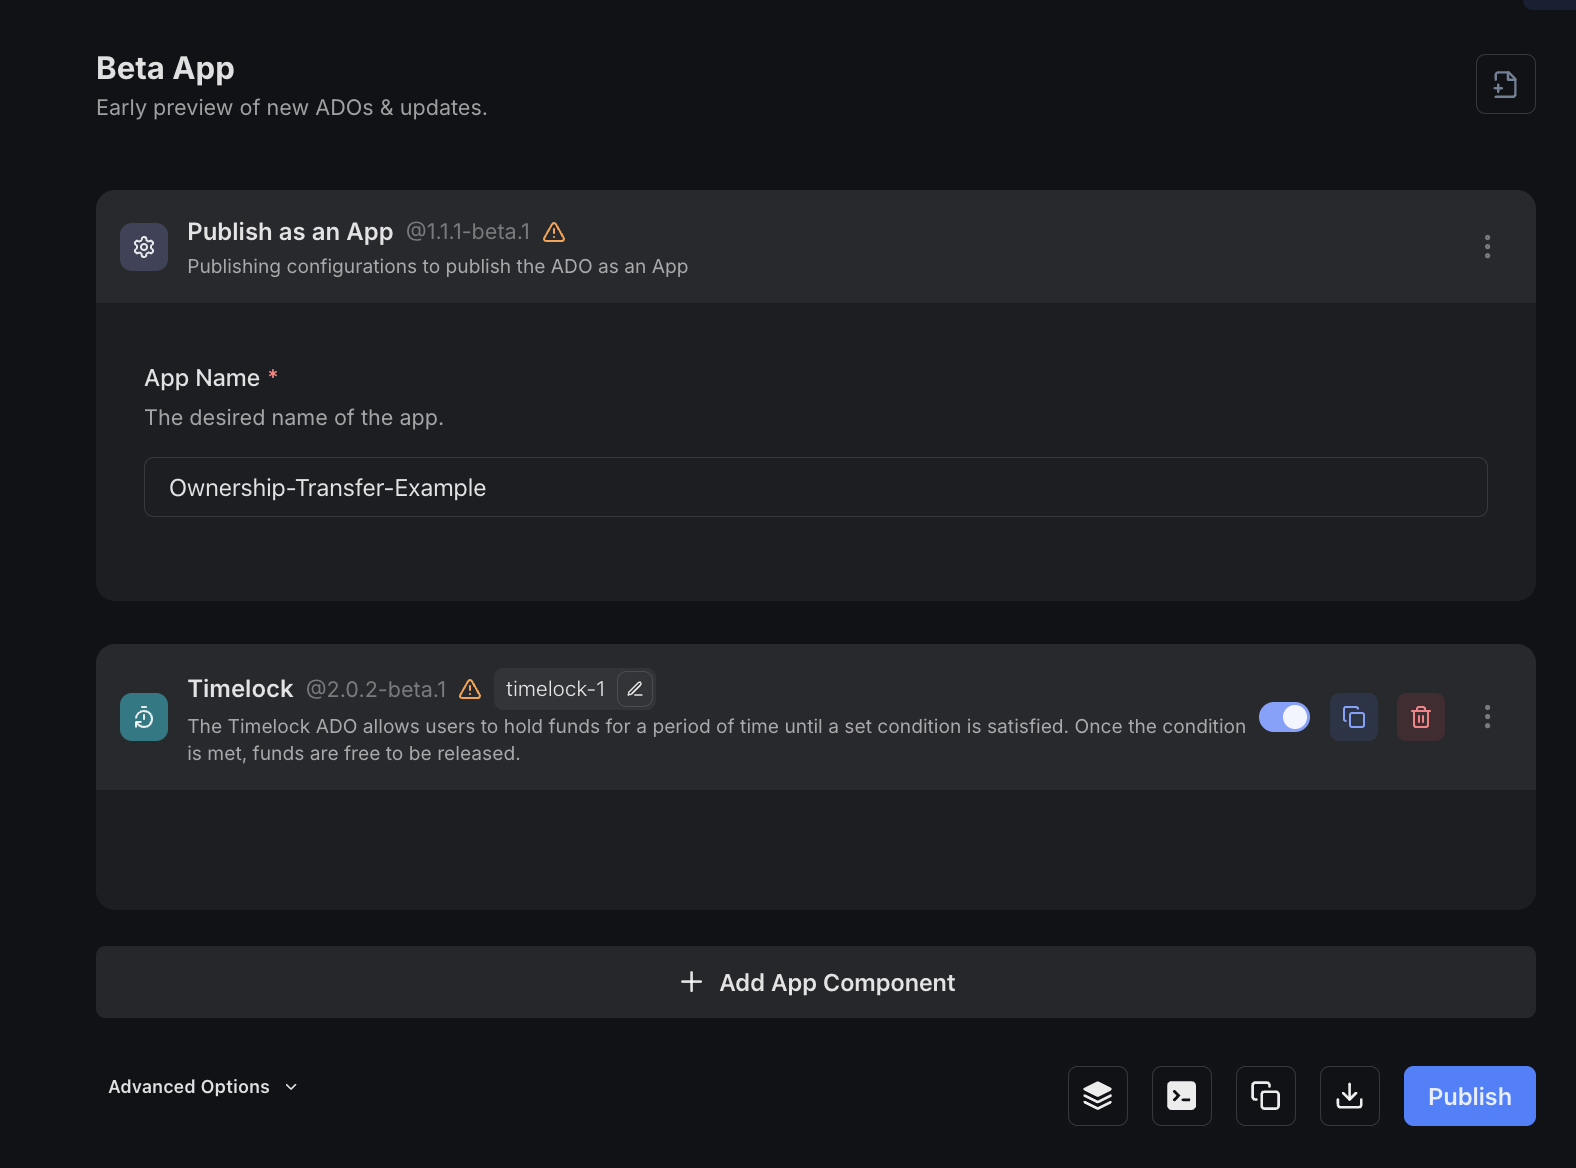 Beta App
Early preview of new ADOs & updates.
Publish as an App @1.1.1-beta.1
Publishing configurations to publish the ADO as an App
App Name *
The desired name of the app.
Ownership-Transfer-Example
Timelock @2.0.2-beta.1 timelock-1
The Timelock ADO allows users to hold funds for a period of time until a set condition is satisfied. Once the condition
is met, funds are free to be released.
Add App Component
Advanced Options
Publish